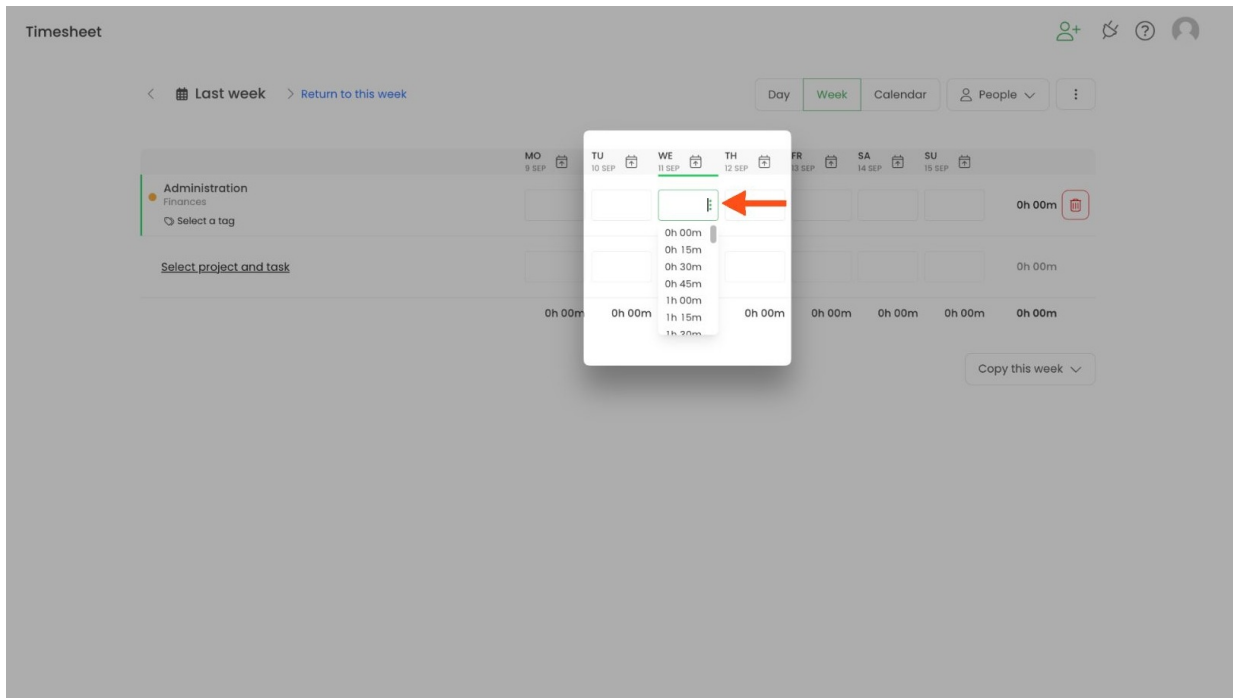 Timesheet
Last week Return to this week Day Week Calendar People
MO TU WE TH FR SA SU
9 SEP 10 SEP 11 SEP 12 SEP 13 SEP 14 SEP 15 SEP
Administration
Finances
Select a tag
0h 00m
0h 00m
0h 15m
0h 30m
0h 45m
1h 00m
1h 15m
1h 30m
Select project and task 0h 00m
0h 00m 0h 00m 0h 00m 0h 00m 0h 00m 0h 00m 0h 00m
Copy this week